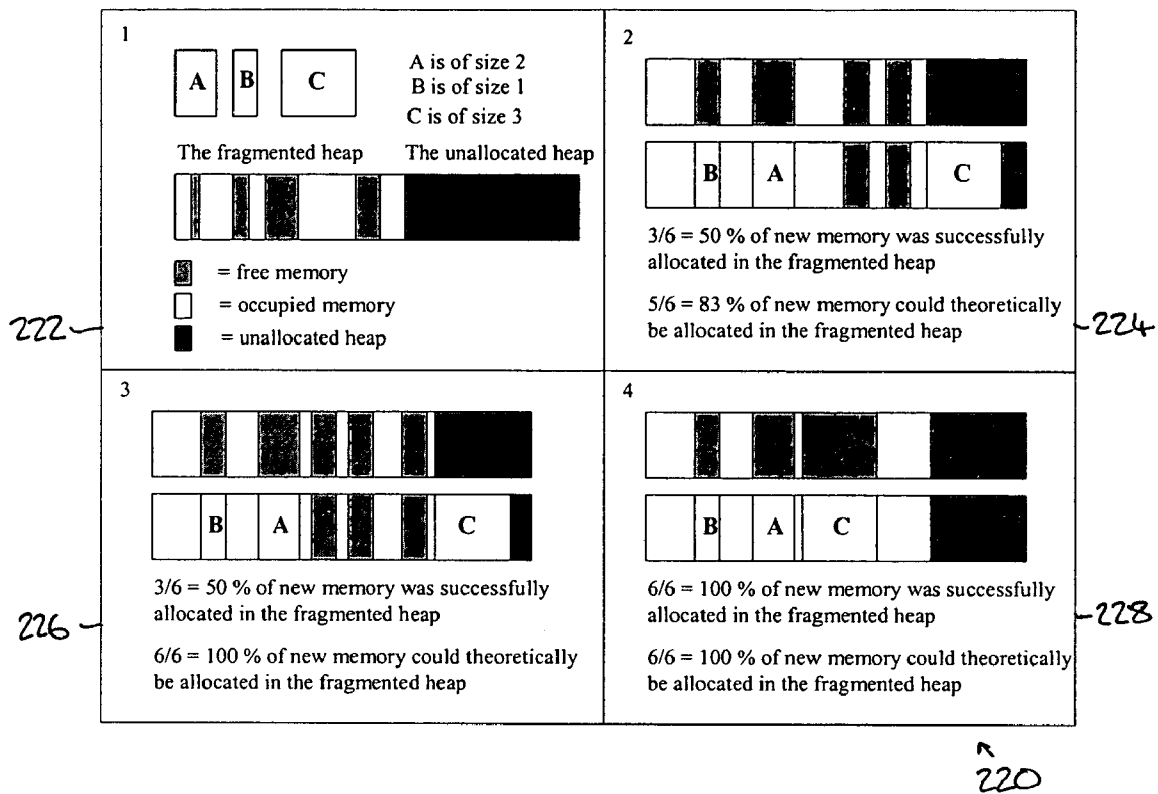 1
A
B
C
A is of size 2
B is of size 1
C is of size 3
The fragmented heap
The unallocated heap
= free memory
= occupied memory
= unallocated heap
222
2
B
A
C
3/6 = 50 % of new memory was successfully
allocated in the fragmented heap
5/6 = 83 % of new memory could theoretically
be allocated in the fragmented heap
224
3
B
A
C
3/6 = 50 % of new memory was successfully
allocated in the fragmented heap
6/6 = 100 % of new memory could theoretically
be allocated in the fragmented heap
226
4
B
A
C
6/6 = 100 % of new memory was successfully
allocated in the fragmented heap
6/6 = 100 % of new memory could theoretically
be allocated in the fragmented heap
228
220